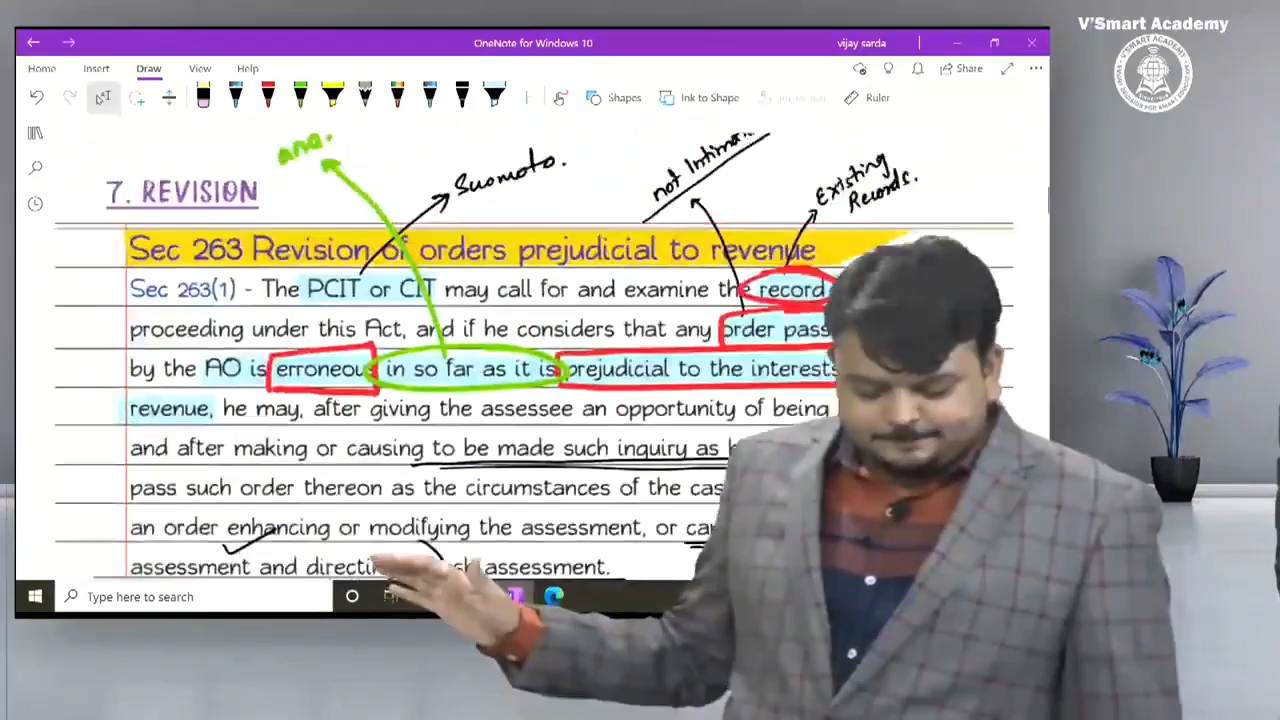 V'Smart Academy
OneNote for Windows 10
vijay sarda
Home Insert Draw View Help
Share
Shapes
Ink to Shape
Ruler
and.
Suomoto.
not
Existing
Records.
7. REVISION
Sec 263 Revision of orders prejudicial to revenue
Sec 263(1) - The PCIT or CIT may call for and examine the record
proceeding under this Act, and if he considers that any order pass
by the AO is erroneous in so far as it is prejudicial to the interests
revenue, he may, after giving the assessee an opportunity of being
and after making or causing to be made such inquiry as
pass such order thereon as the circumstances of the cas
an order enhancing or modifying the assessment, or ca
assessment and directi assessment.
Type here to search